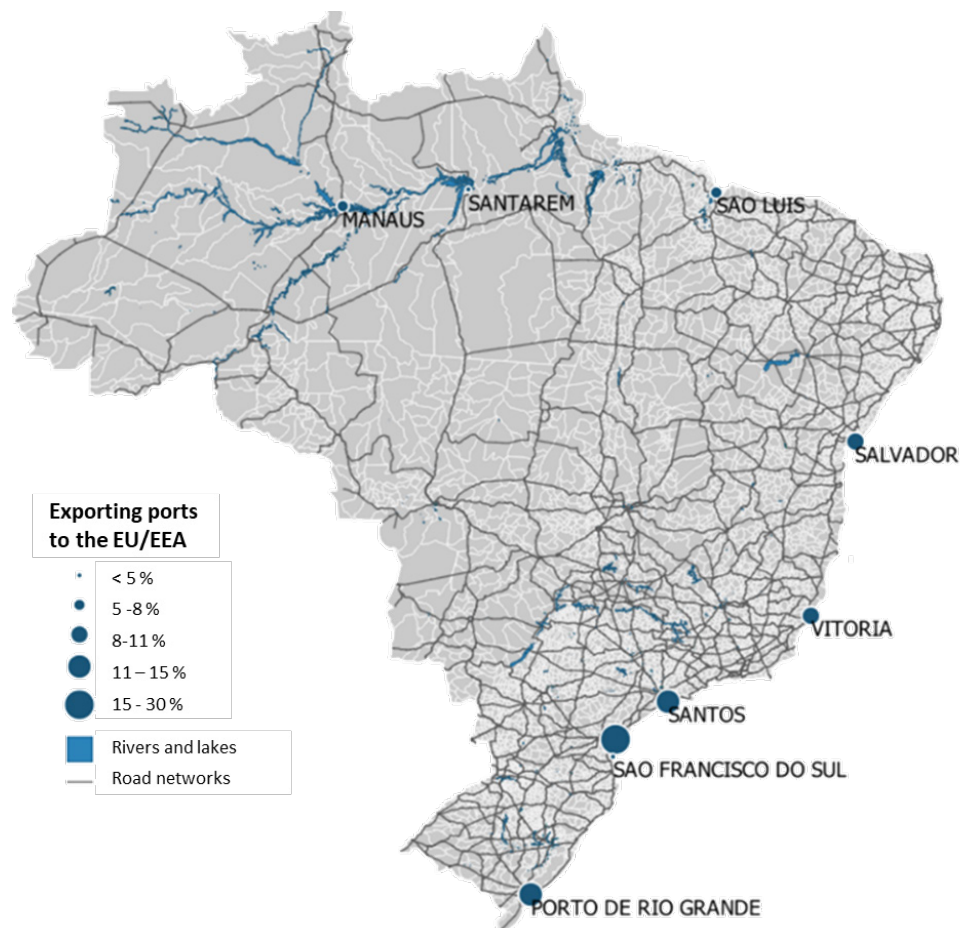 MANAUS
SANTAREM
SAO LUIS
SALVADOR
Exporting ports
to the EU/EEA
< 5 %
5 -8 %
8-11 %
11 – 15 %
15 - 30 %
Rivers and lakes
Road networks
VITORIA
SANTOS
SAO FRANCISCO DO SUL
PORTO DE RIO GRANDE